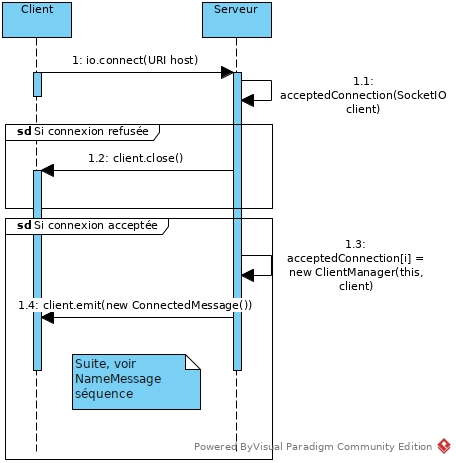 Client
Serveur
1: io.connect(URI host)
1.1:
acceptedConnection(SocketIO
client)
sd Si connexion refusée
1.2: client.close()
sd Si connexion acceptée
1.3:
acceptedConnection[i] =
new ClientManager(this,
client)
1.4: client.emit(new ConnectedMessage())
Suite, voir
NameMessage
séquence
Powered ByVisual Paradigm Community Edition